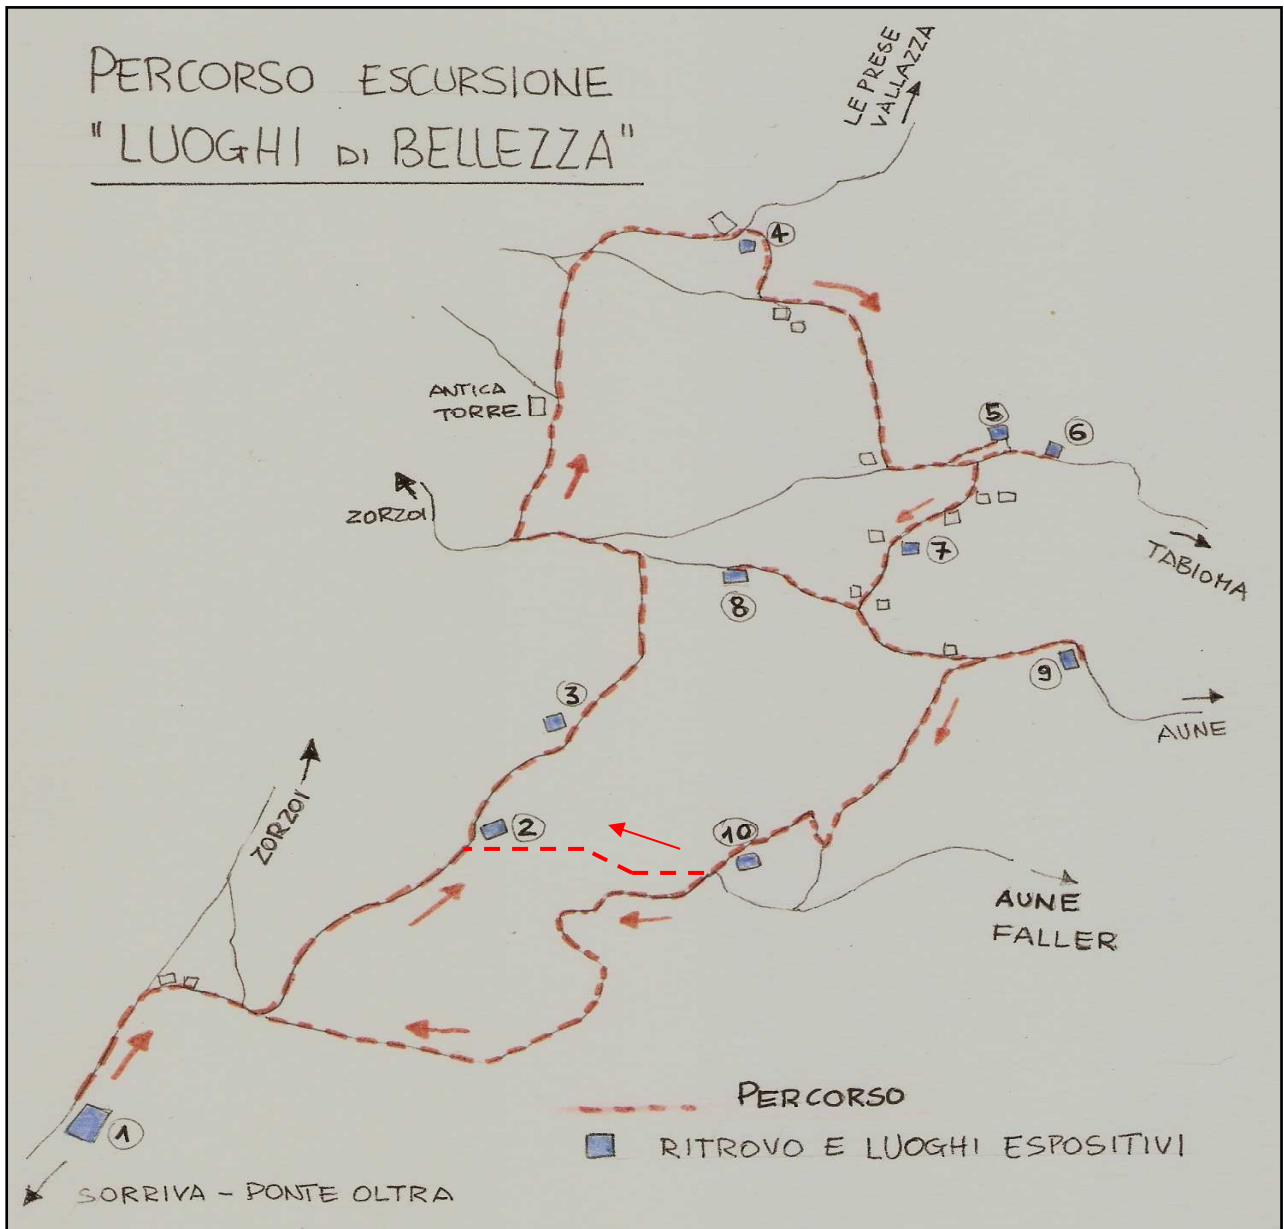 PERCORSO ESCURSIONE
"LUOGHI DI BELLEZZA"
LE PRESE
VALLAZZA
4
ANTICA
TORRE
5
6
ZORZOI
7
TABIOMA
8
9
AUNE
3
ZORZOI
2
10
AUNE
FALLER
PERCORSO
1
RITROVO E LUOGHI ESPOSITIVI
SORRIVA - PONTE OLTRA